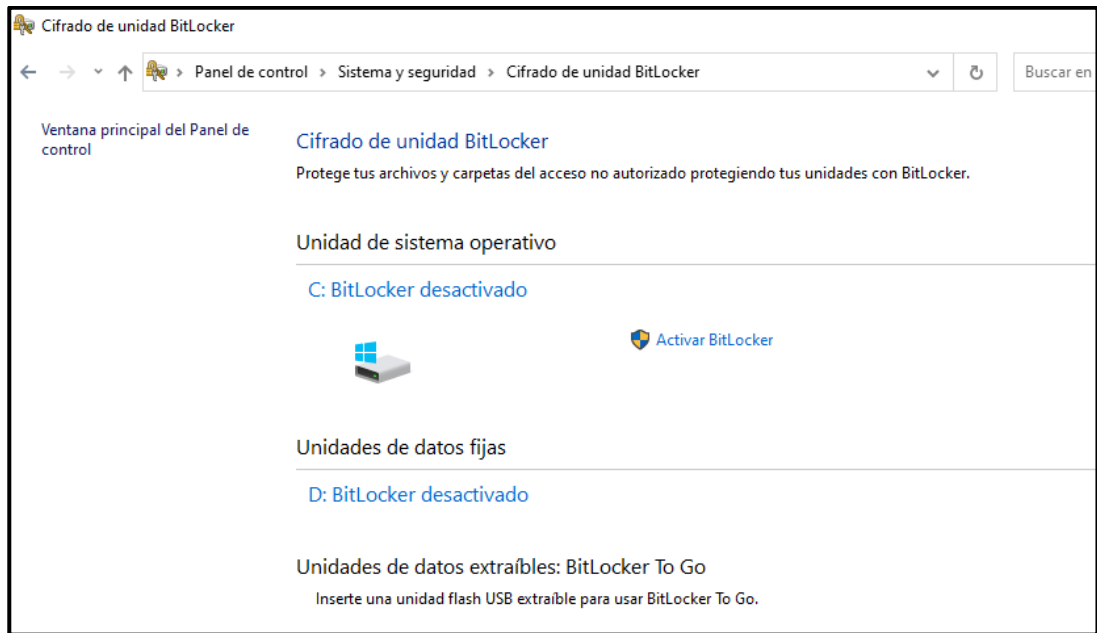 Cifrado de unidad BitLocker
Panel de control > Sistema y seguridad > Cifrado de unidad BitLocker
Buscar en
Ventana principal del Panel de
control
Cifrado de unidad BitLocker
Protege tus archivos y carpetas del acceso no autorizado protegiendo tus unidades con BitLocker.
Unidad de sistema operativo
C: BitLocker desactivado
Activar BitLocker
Unidades de datos fijas
D: BitLocker desactivado
Unidades de datos extraíbles: BitLocker To Go
Inserte una unidad flash USB extraíble para usar BitLocker To Go.